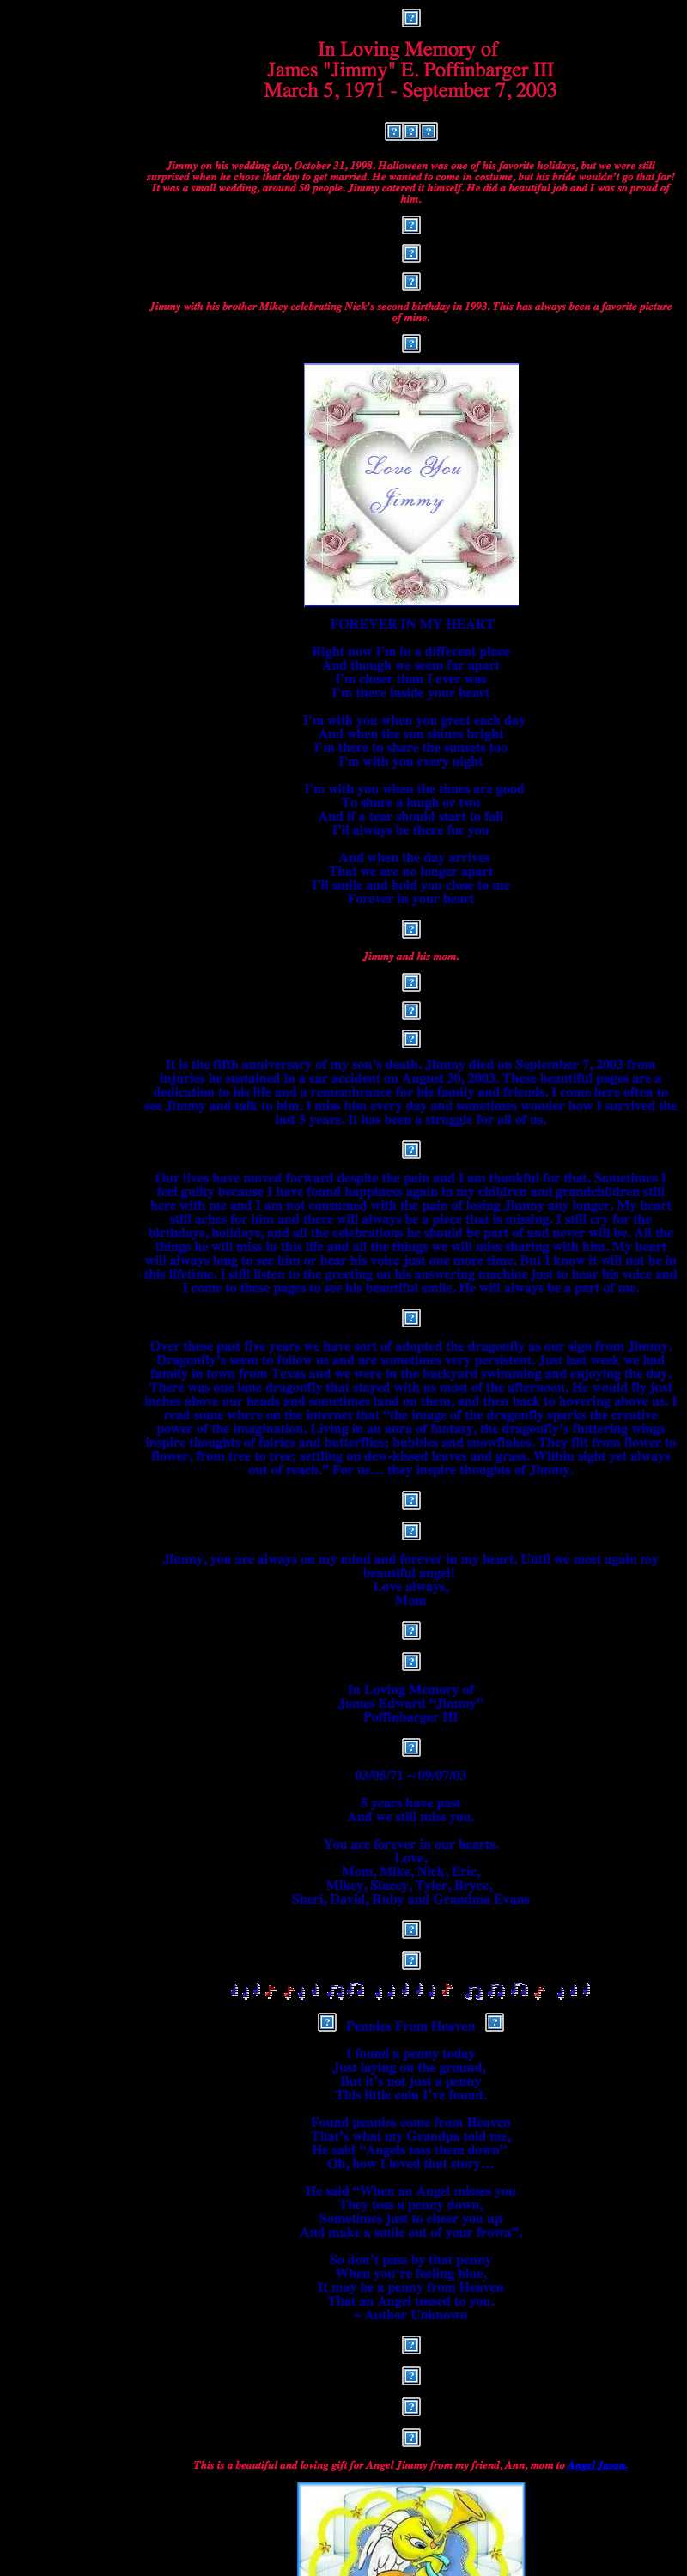 In Loving Memory of
James "Jimmy" E. Poffinbarger III
March 5, 1971 - September 7, 2003
Jimmy on his wedding day, October 31, 1998. Halloween was one of his favorite holidays, but we were still
surprised when he chose that day to get married. He wanted to come in costume, but his bride wouldn't go that far!
It was a small wedding, around 50 people. Jimmy catered it himself. He did a beautiful job and I was so proud of
him.
Jimmy with his brother Mikey celebrating Nick's second birthday in 1993. This has always been a favorite picture
of mine.
Love You
Jimmy
FOREVER IN MY HEART
Right now I'm in a different place
And though we seem far apart
I'm closer than I ever was
I'm there inside your heart
I'm with you when you greet each day
And when the sun shines bright
I'm there to share the sunsets too
I'm with you every night
I'm with you when the times are good
To share a laugh or two
And if a tear should start to fall
I'll always be there for you
And when the day arrives
That we are no longer apart
I'll smile and hold you close to me
Forever in your heart
Jimmy and his mom.
It is the fifth anniversary of my son's death. Jimmy died on September 7, 2003 from
injuries he sustained in a car accident on August 30, 2003. These beautiful pages are a
dedication to his life and a remembrance for his family and friends. I come here often to
see Jimmy and talk to him. I miss him every day and sometimes wonder how I survived the
last 5 years. It has been a struggle for all of us.
Our lives have moved forward despite the pain and I am thankful for that. Sometimes I
feel guilty because I have found happiness again in my children and grandchildren still
here with me and I am not consumed with the pain of losing Jimmy any longer. My heart
still aches for him and there will always be a piece that is missing. I still cry for the
birthdays, holidays, and all the celebrations he should be part of and never will be. All the
things he will miss in this life and all the things we will miss sharing with him. My heart
will always long to see him or hear his voice just one more time. But I know it will not be in
this lifetime. I still listen to the greeting on his answering machine just to hear his voice and
I come to these pages to see his beautiful smile. He will always be a part of me.
Over these past five years we have sort of adopted the dragonfly as our sign from Jimmy.
Dragonfly's seem to follow us and are sometimes very persistent. Just last week we had
family in town from Texas and we were in the backyard swimming and enjoying the day.
There was one lone dragonfly that stayed with us most of the afternoon. He would fly just
inches above our heads and sometimes land on them, and then back to hovering above us. I
read some where on the internet that "the image of the dragonfly sparks the creative
power of the imagination. Living in an aura of fantasy, the dragonfly's fluttering wings
inspire thoughts of fairies and butterflies; bubbles and snowflakes. They flit from flower to
flower, from tree to tree; settling on dew-kissed leaves and grass. Within sight yet always
out of reach." For us.... they inspire thoughts of Jimmy.
Jimmy, you are always on my mind and forever in my heart. Until we meet again my
beautiful angel!
Love always,
Mom
In Loving Memory of
James Edward "Jimmy"
Poffinbarger III
03/05/71 ~ 09/07/03
5 years have past
And we still miss you.
You are forever in our hearts.
Love,
Mom, Mike, Nick, Eric,
Mikey, Stacey, Tyler, Bryce,
Sheri, David, Roby and Grandma Evans
Pennies From Heaven
I found a penny today
Just laying on the ground.
But it's not just a penny
This little coin I've found.
Found pennies come from Heaven
That's what my Grandpa told me,
He said "Angels toss them down"
Oh, how I loved that story....
He said "When an Angel misses you
They toss a penny down,
Sometimes just to cheer you up
And make a smile out of your frown".
So don't pass by that penny
When you're feeling blue,
It may be a penny from Heaven
That an Angel tossed to you.
~ Author Unknown
This is a beautiful and loving gift for Angel Jimmy from my friend, Ann, mom to Angel Jason.